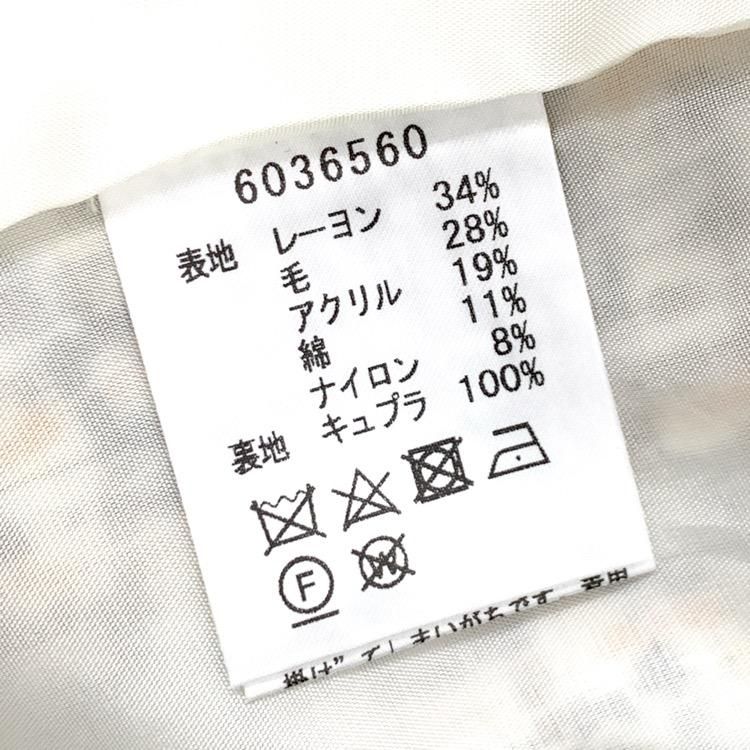 6036560
表地 レーヨン 34%
毛 28%
アクリル 19%
綿 11%
ナイロン 8%
裏地 キュプラ 100%
F
W